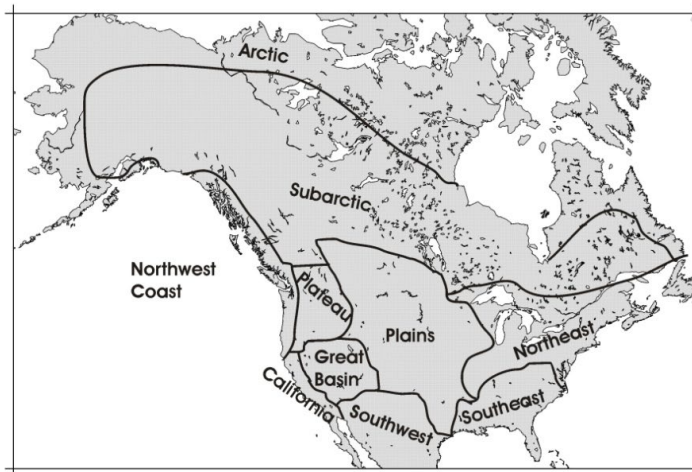 Arctic
Subarctic
Northwest
Coast
Plateau
Plains
Northeast
Great
Basin
California
Southwest
Southeast